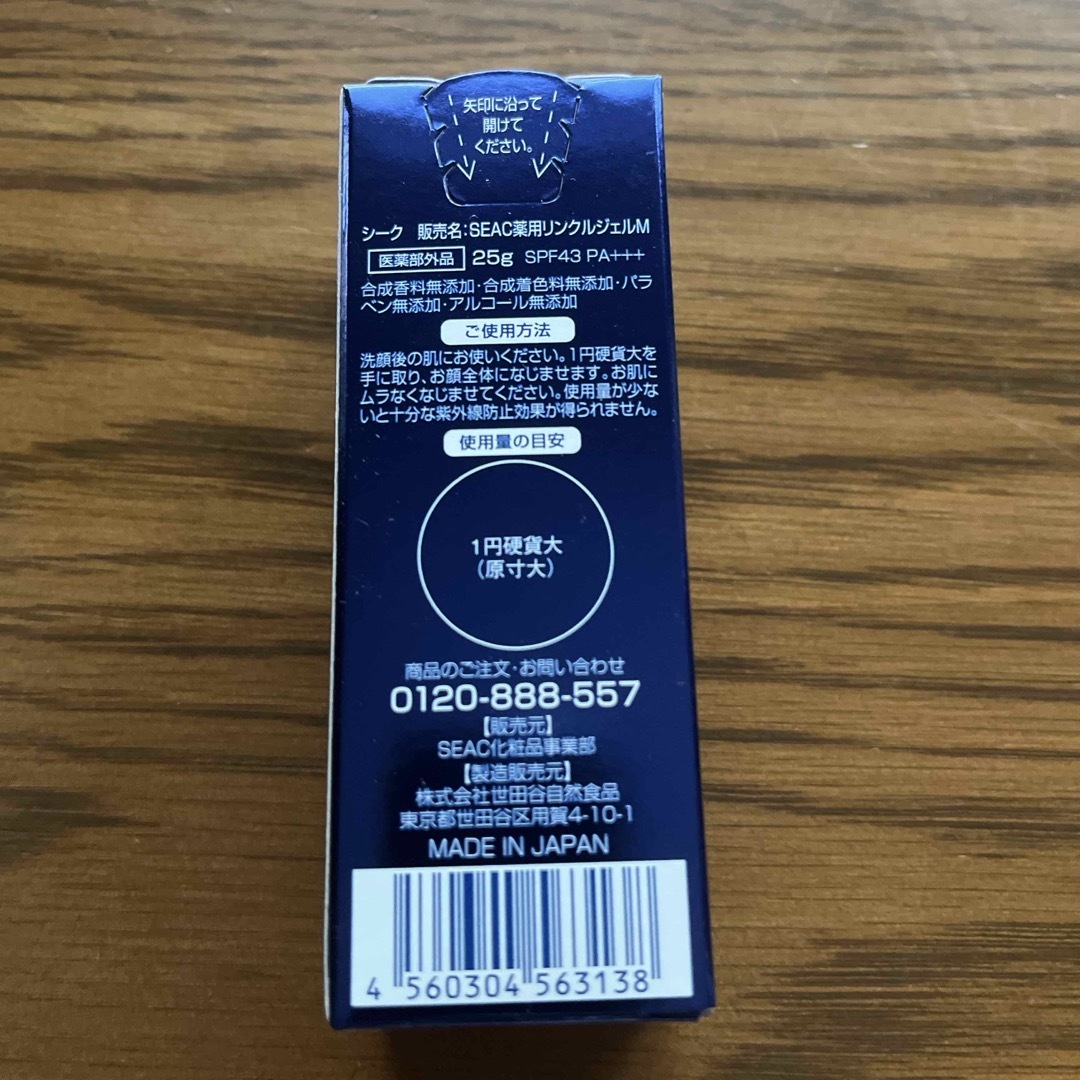 矢印に沿って
開けて
ください。
シーク 販売名:SEAC薬用リンクルジェルM
医薬部外品 25g SPF43 PA+++
合成香料無添加・合成着色料無添加・パラ
ベン無添加・アルコール無添加
ご使用方法
洗顔後の肌にお使いください。1円硬貨大を
手に取り、お顔全体になじませます。お肌に
ムラなくなじませてください。使用量が少な
いと十分な紫外線防止効果が得られません。
使用量の目安
1円硬貨大
(原寸大)
商品のご注文・お問い合わせ
0120-888-557
【販売元】
SEAC化粧品事業部
【製造販売元】
株式会社世田谷自然食品
東京都世田谷区用賀4-10-1
MADE IN JAPAN
4 560304 563138